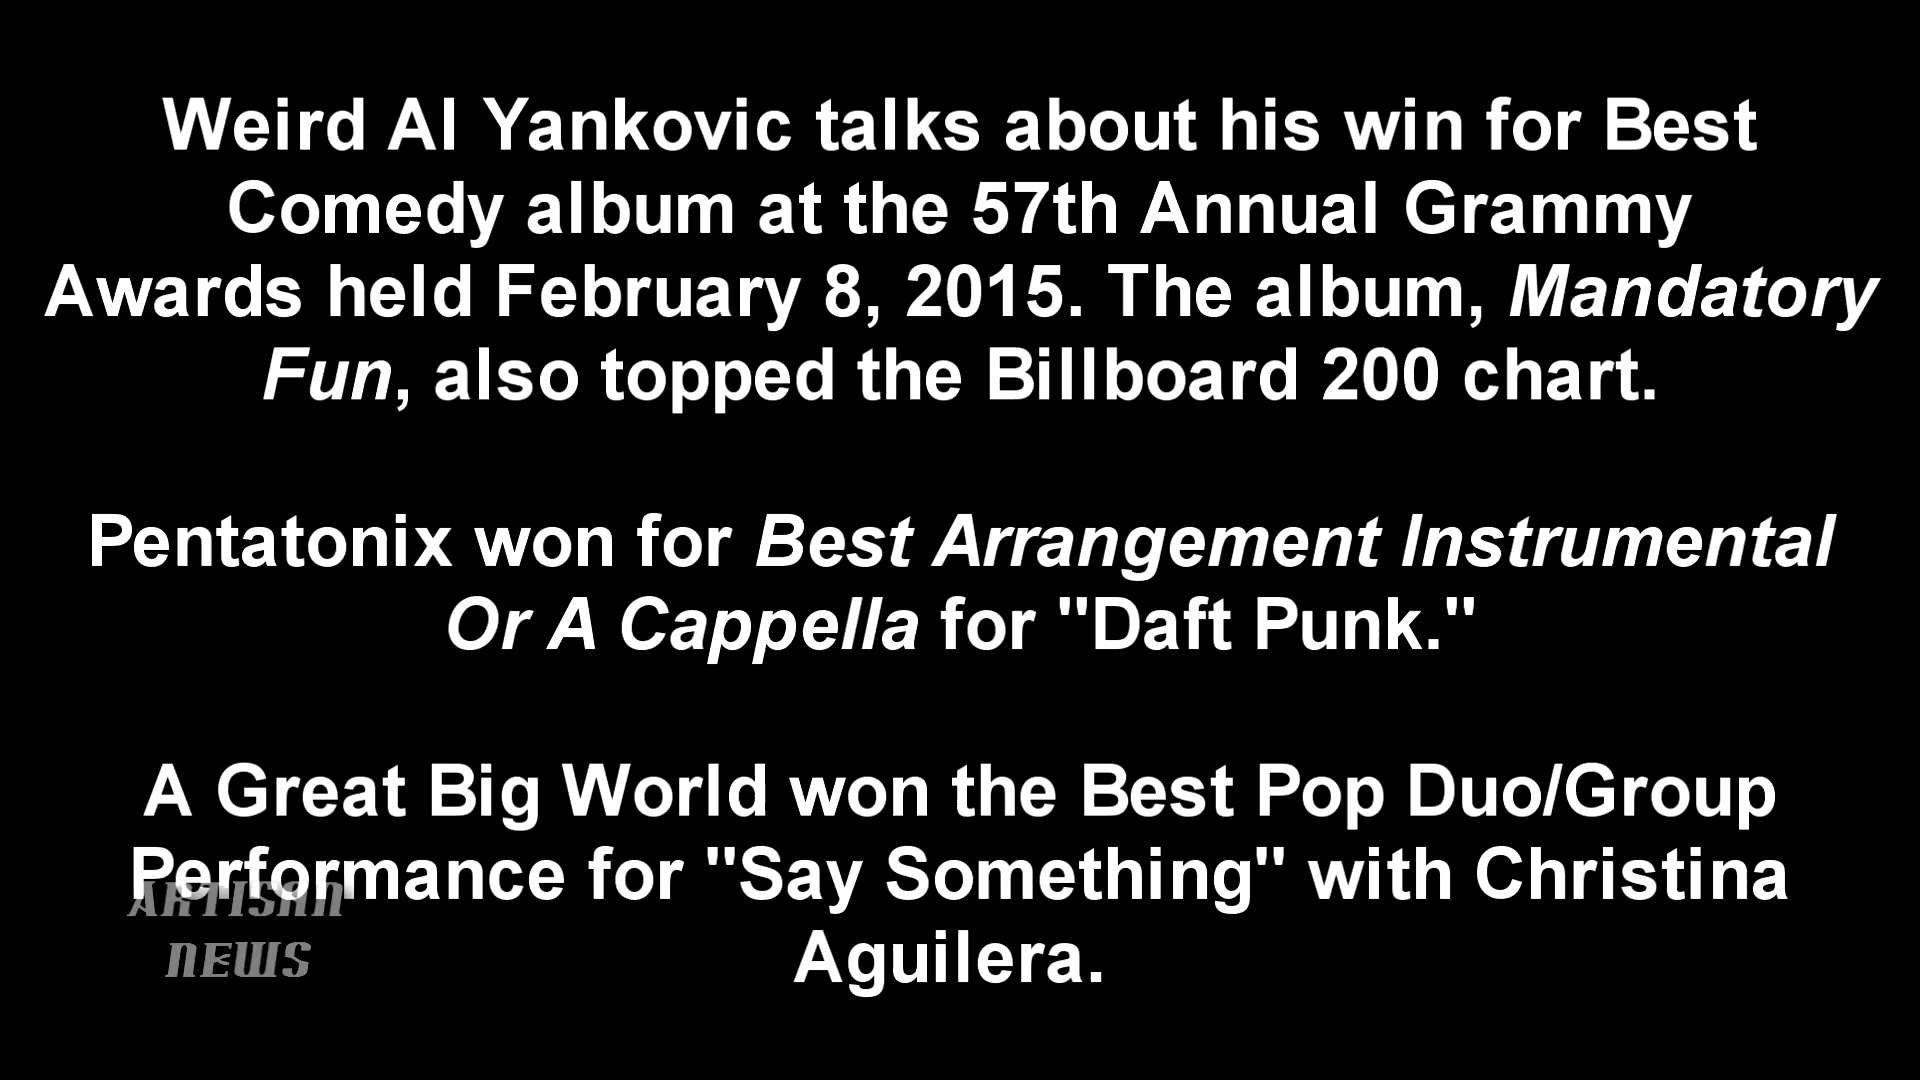 Weird Al Yankovic talks about his win for Best
Comedy album at the 57th Annual Grammy
Awards held February 8, 2015. The album, Mandatory
Fun, also topped the Billboard 200 chart.
Pentatonix won for Best Arrangement Instrumental
Or A Cappella for "Daft Punk."
A Great Big World won the Best Pop Duo/Group
Performance for "Say Something" with Christina
Aguilera.
ARTISAN
NEWS